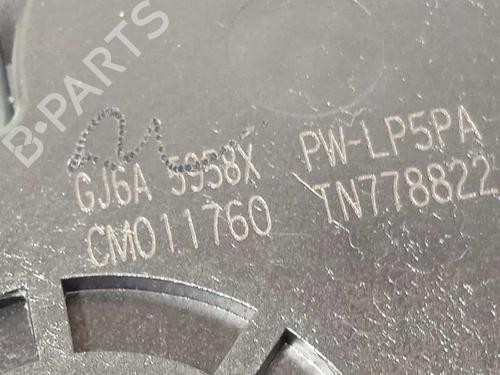 B-PARTS
GJ6A 5958X PW-LP5PA
CM011760 TN778822